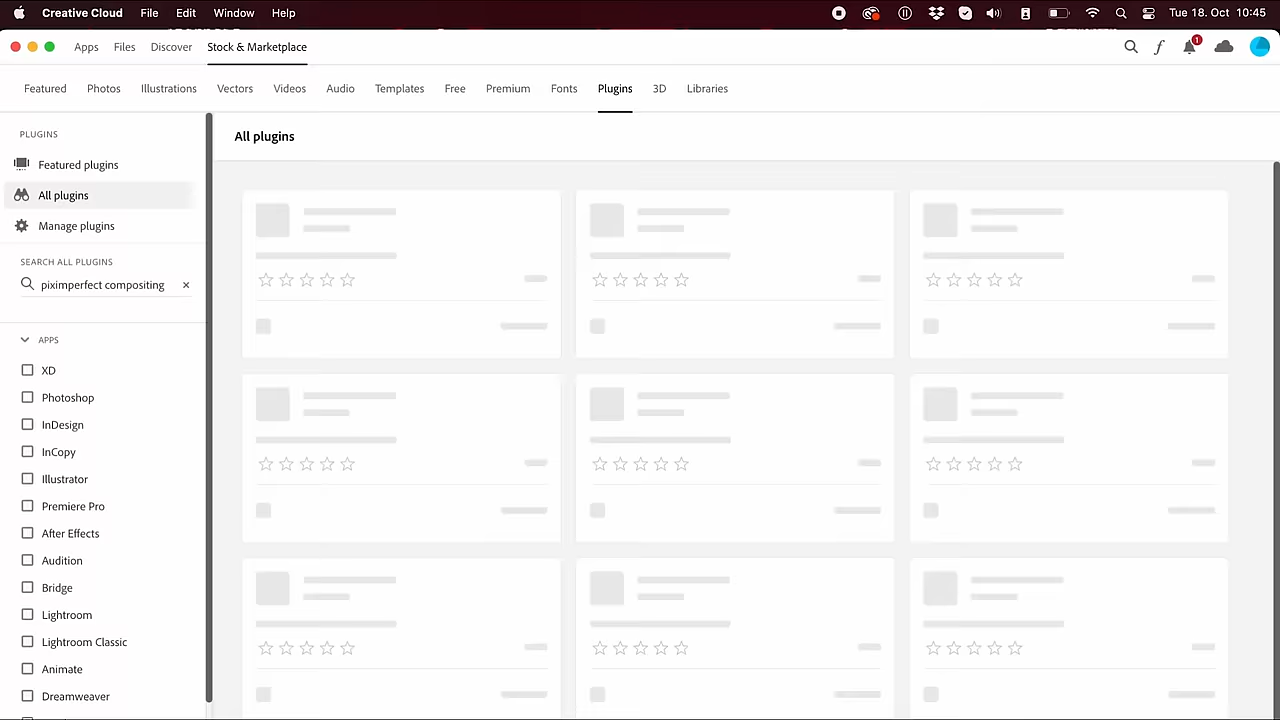 Creative Cloud File Edit Window Help Tue 18. Oct 10:45
Apps Files Discover Stock & Marketplace 1
Featured Photos Illustrations Vectors Videos Audio Templates Free Premium Fonts Plugins 3D Libraries
PLUGINS
Featured plugins
All plugins
Manage plugins
SEARCH ALL PLUGINS
piximperfect compositing
APPS
XD
Photoshop
InDesign
InCopy
Illustrator
Premiere Pro
After Effects
Audition
Bridge
Lightroom
Lightroom Classic
Animate
Dreamweaver
All plugins